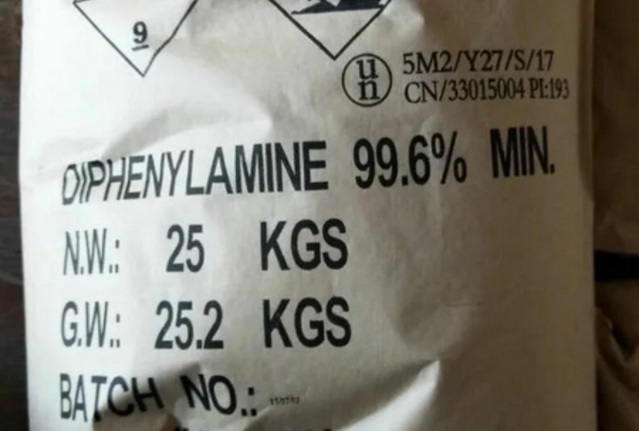 9
un
5M2/Y27/S/17
CN/33015004 PI:193
DIPHENYLAMINE 99.6% MIN.
N.W.: 25 KGS
G.W.: 25.2 KGS
BATCH NO.: